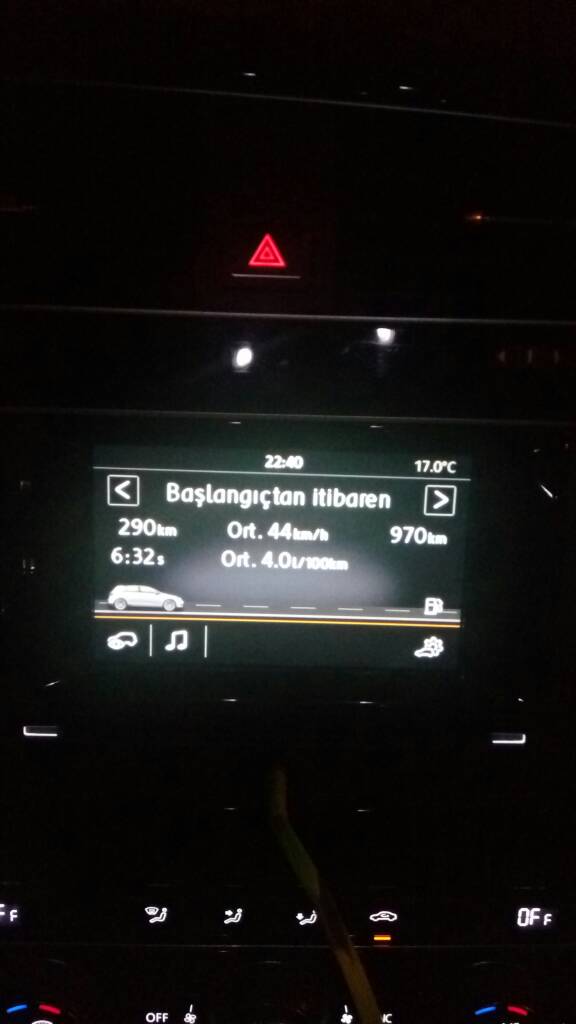 22:40 17.0°C
Başlangıçtan itibaren
290km Ort. 44km/h 970km
6:32s Ort. 4.0l/100km
OFF
OFF